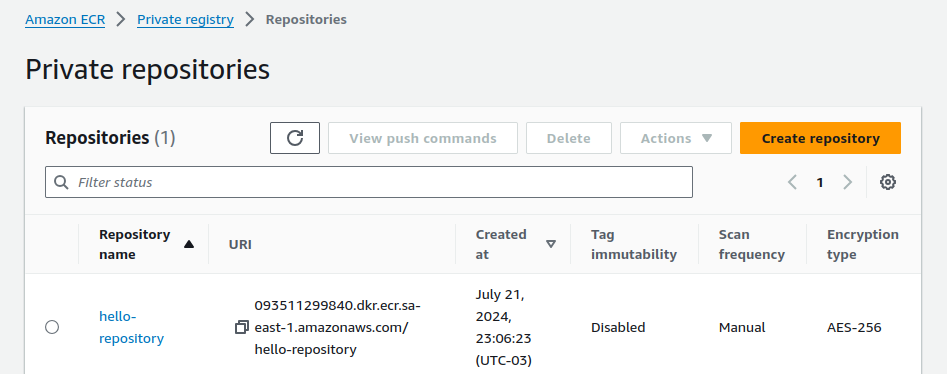 Amazon ECR > Private registry > Repositories
Private repositories
Repositories (1) View push commands Delete Actions Create repository
Filter status 1
Repository name URI Created at Tag immutability Scan frequency Encryption type
hello-
repository
093511299840.dkr.ecr.sa-
east-1.amazonaws.com/
hello-repository
July 21,
2024,
23:06:23
(UTC-03)
Disabled
Manual
AES-256